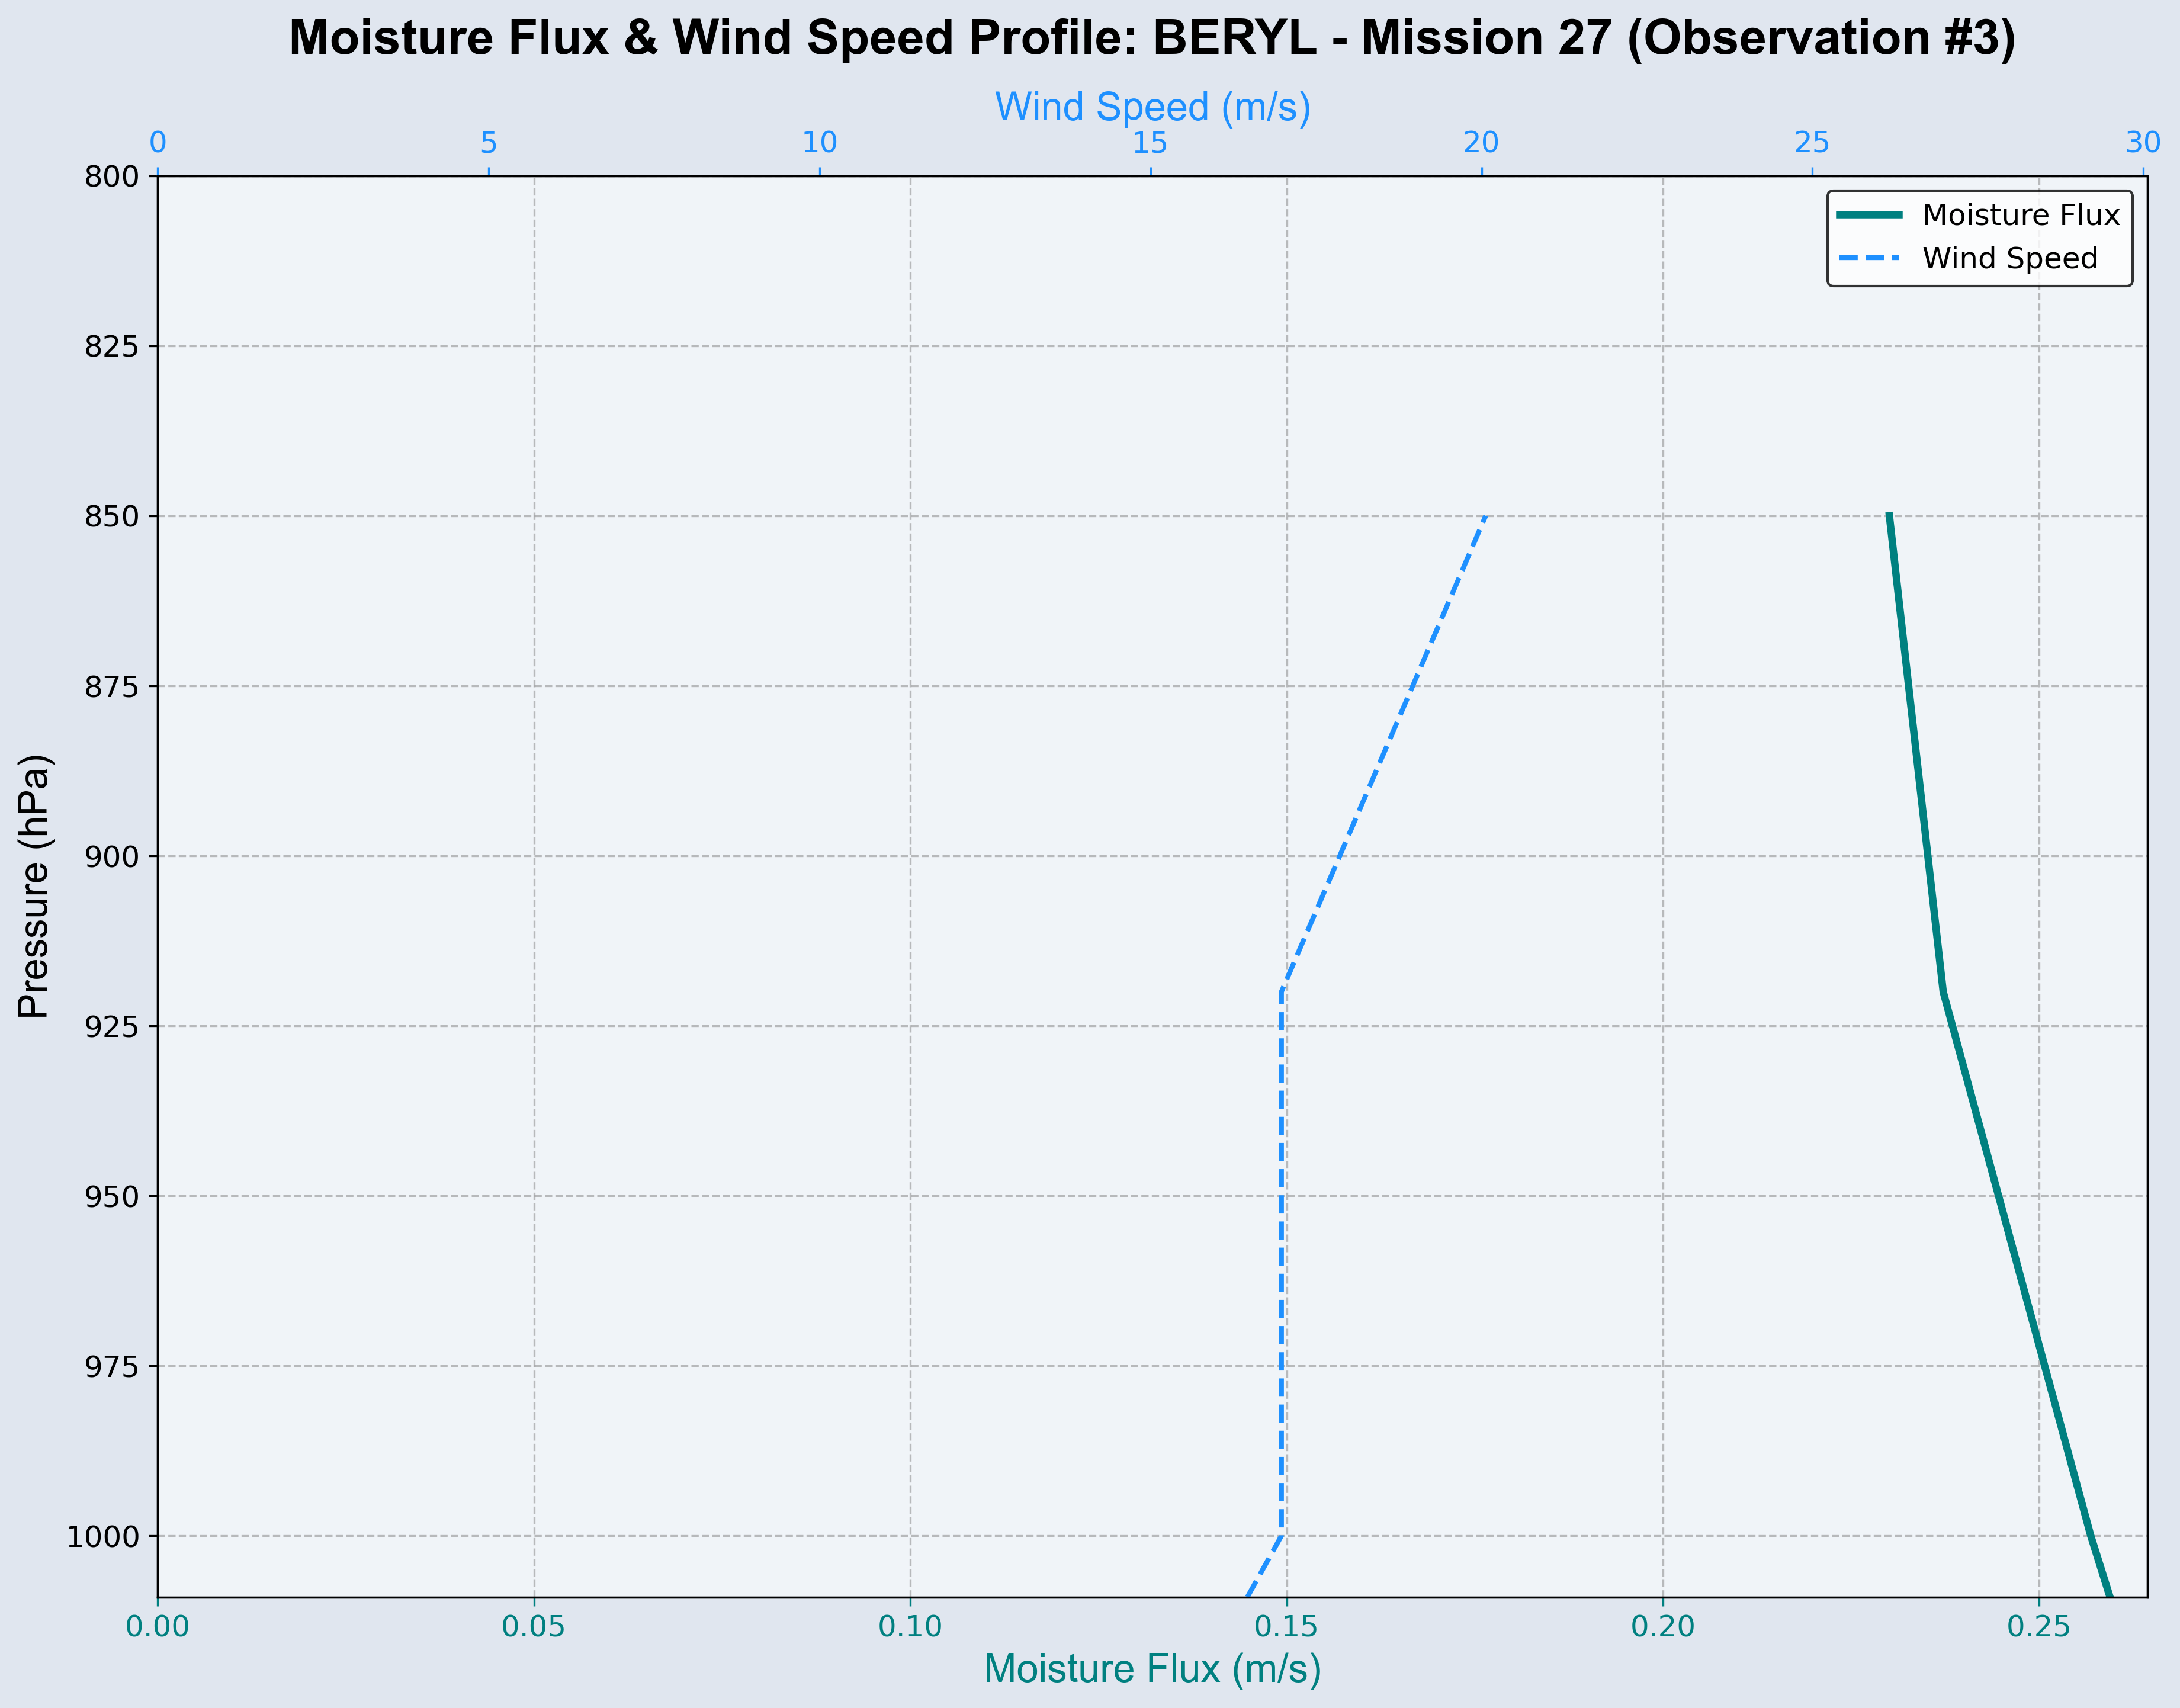 Moisture Flux & Wind Speed Profile: BERYL - Mission 27 (Observation #3)
Wind Speed (m/s)
0 5 10 15 20 25 30
Moisture Flux
Wind Speed
Pressure (hPa)
800
825
850
875
900
925
950
975
1000
0.00 0.05 0.10 0.15 0.20 0.25
Moisture Flux (m/s)